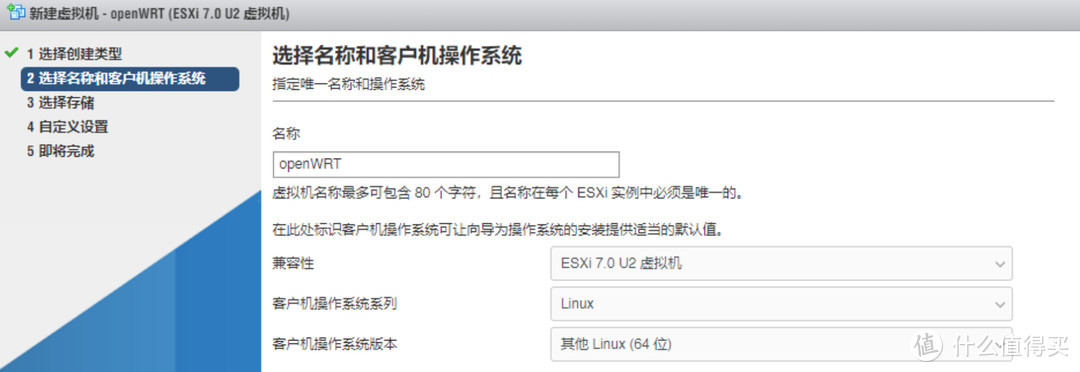 新建虚拟机 - openWRT (ESXi 7.0 U2 虚拟机)
1 选择创建类型
2 选择名称和客户机操作系统
3 选择存储
4 自定义设置
5 即将完成
选择名称和客户机操作系统
指定唯一名称和操作系统
名称
openWRT
虚拟机名称最多可包含 80 个字符，且名称在每个 ESXi 实例中必须是唯一的。
在此处标识客户机操作系统可让向导为操作系统的安装提供适当的默认值。
兼容性
ESXi 7.0 U2 虚拟机
客户机操作系统系列
Linux
客户机操作系统版本
其他 Linux (64 位)
值 什么值得买